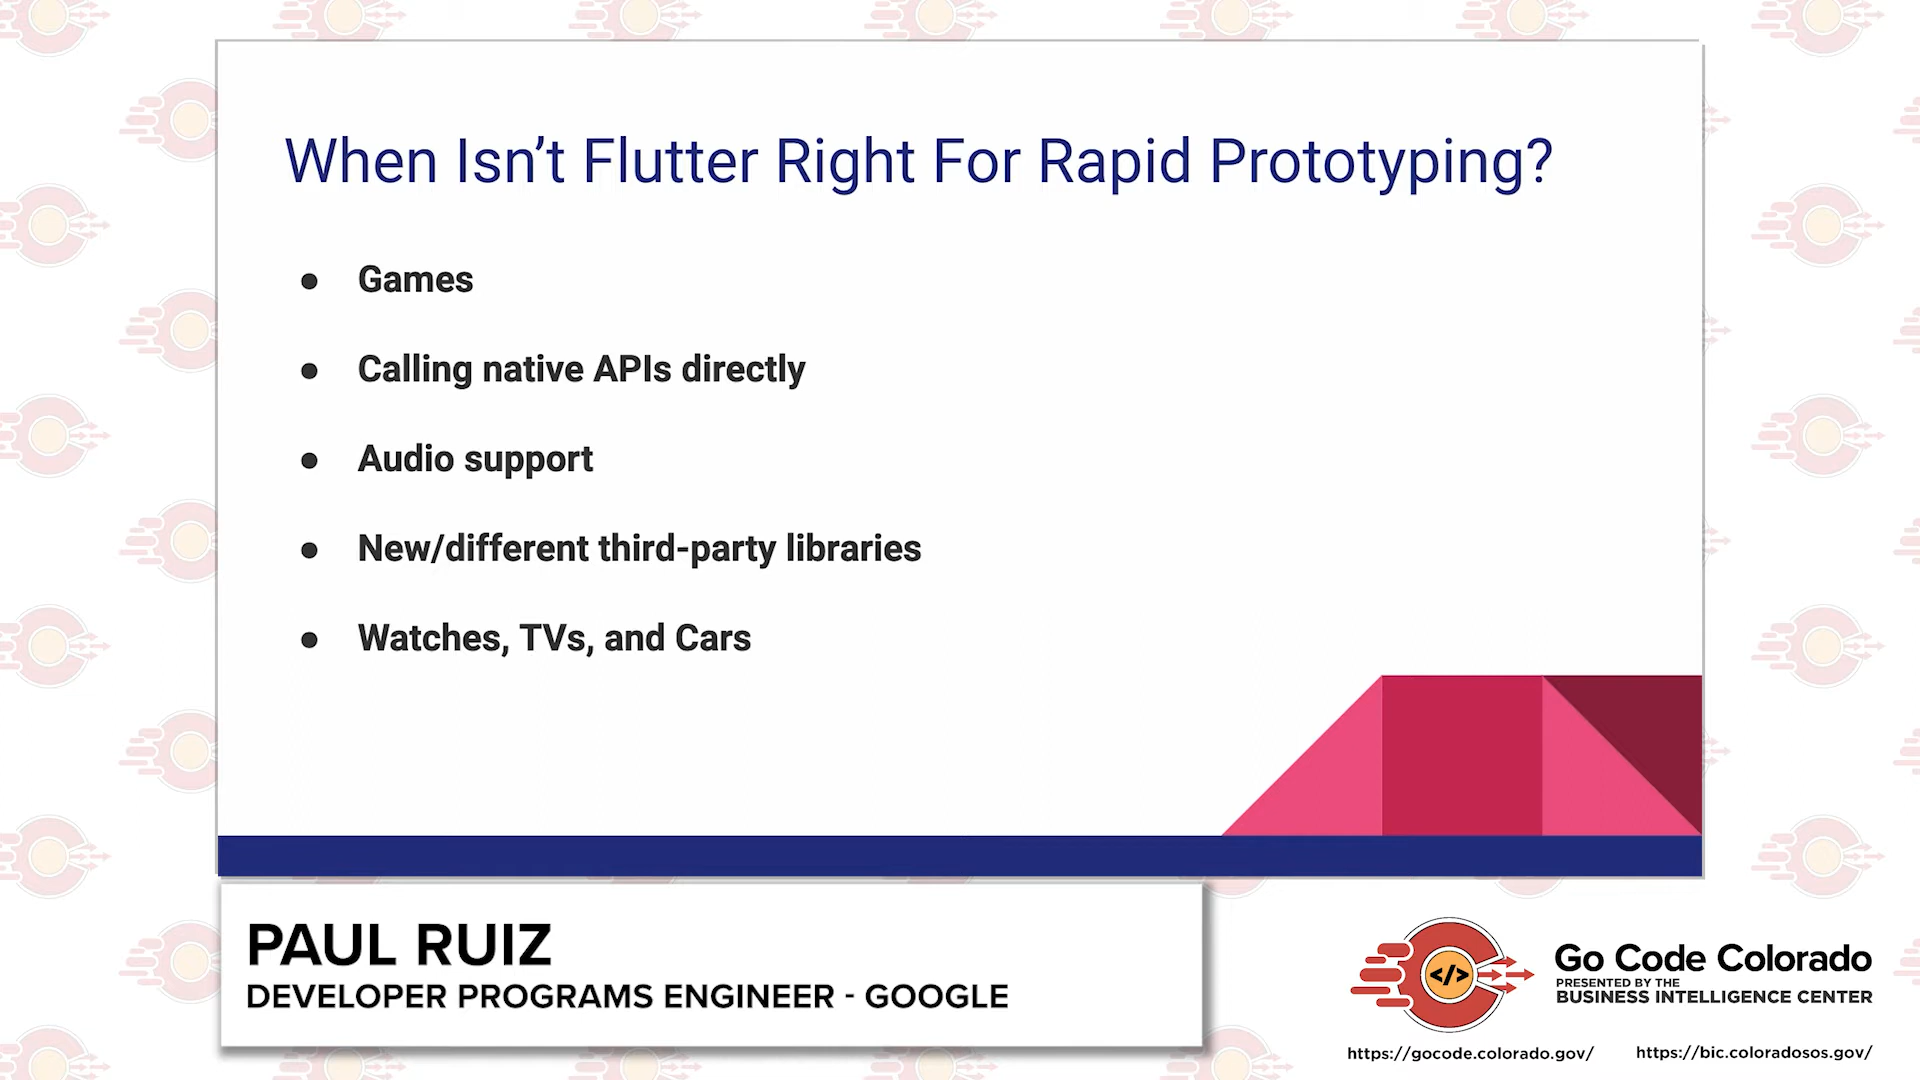 When Isn’t Flutter Right For Rapid Prototyping?
● Games
● Calling native APIs directly
● Audio support
● New/different third-party libraries
● Watches, TVs, and Cars
PAUL RUIZ
DEVELOPER PROGRAMS ENGINEER - GOOGLE
</>
Go Code Colorado
PRESENTED BY THE
BUSINESS INTELLIGENCE CENTER
https://gocode.colorado.gov/ https://bic.coloradosos.gov/